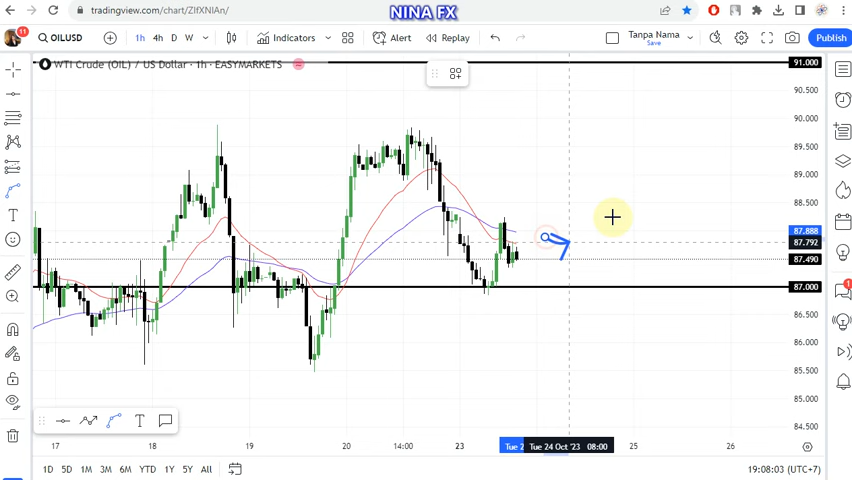 NINA FX
tradingview.com/chart/ZIfXNIAn/
OILUSD
1h 4h D W
Indicators
Alert
Replay
Tanpa Nama
Save
Publish
WTI Crude (OIL) / US Dollar · 1h · EASYMARKETS
91.000
90.500
90.000
89.500
89.000
88.500
87.888
87.792
87.490
87.000
86.500
86.000
85.500
85.000
84.500
17 18 19 20 14:00 23 Tue 2 Tue 24 Oct '23 08:00 25 26
1D 5D 1M 3M 6M YTD 1Y 5Y All
19:08:03 (UTC+7)